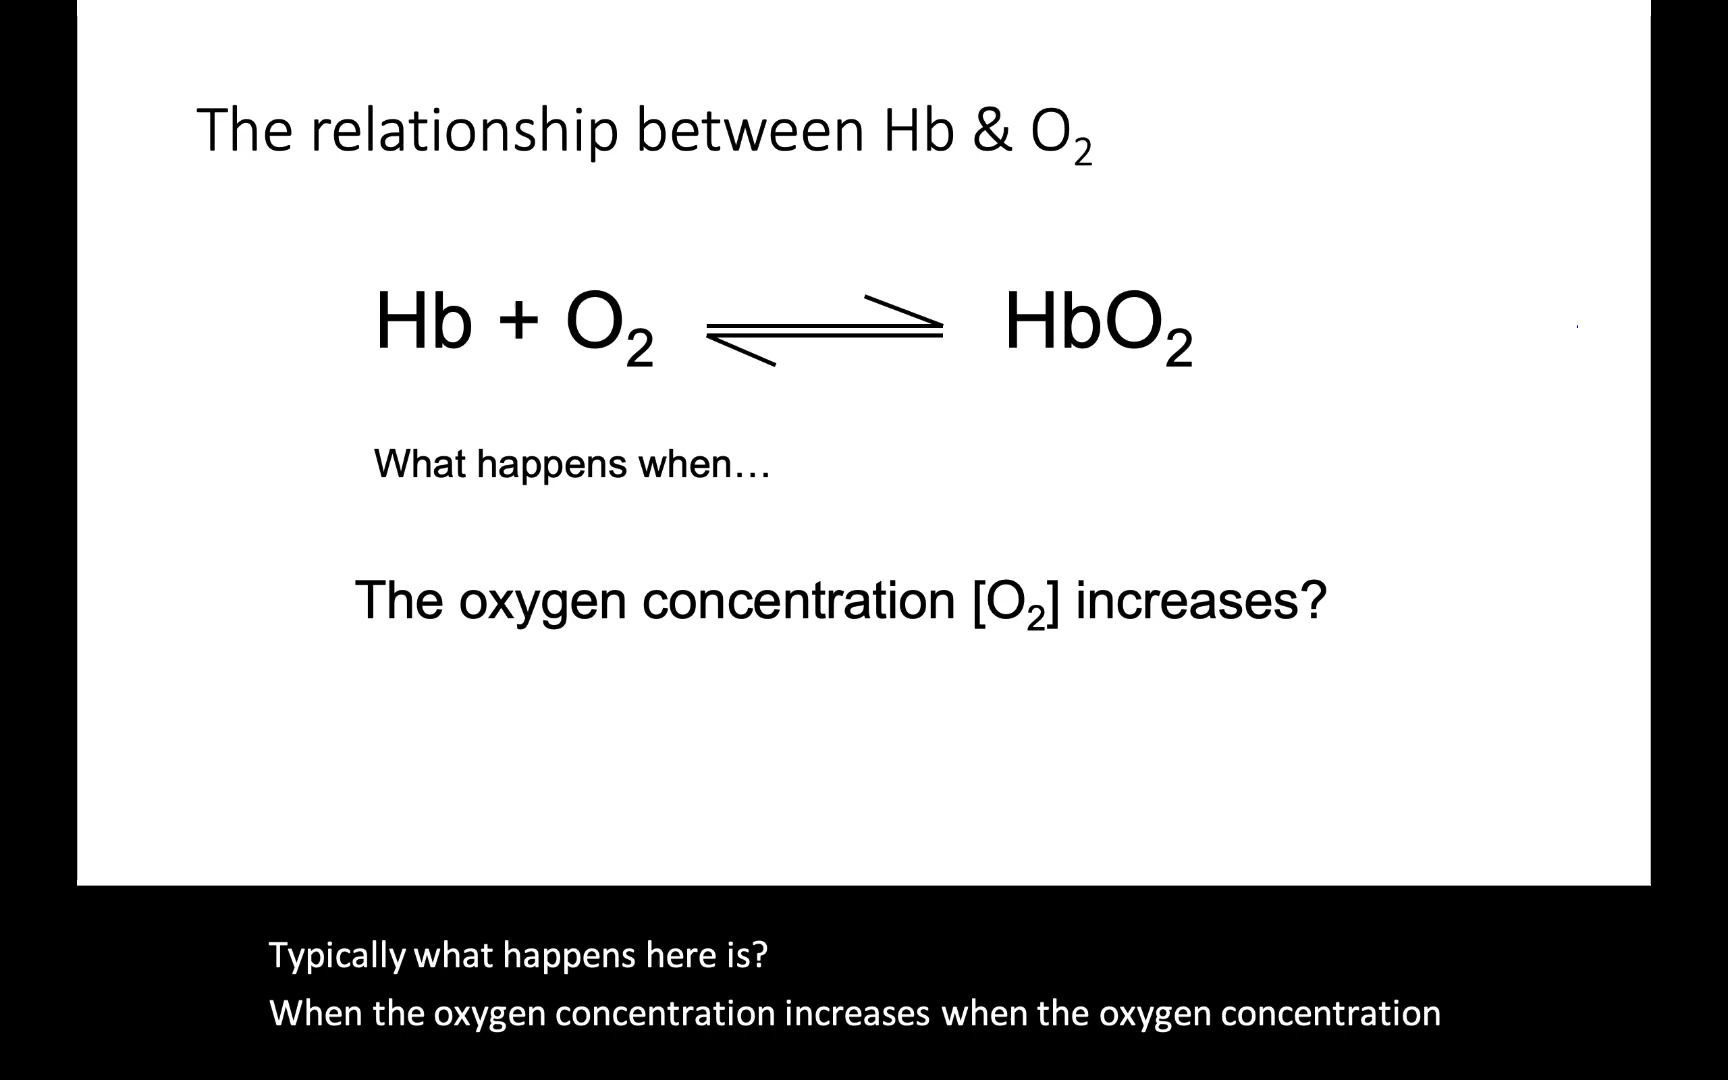 The relationship between Hb & O₂
Hb + O₂ ⇌ HbO₂
What happens when…
The oxygen concentration [O₂] increases?
Typically what happens here is?
When the oxygen concentration increases when the oxygen concentration